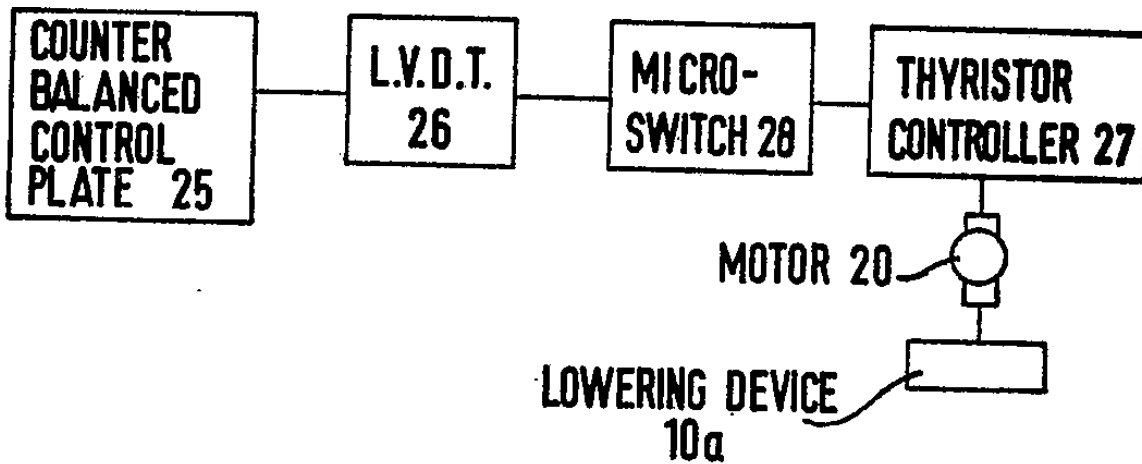 COUNTER
BALANCED
CONTROL
PLATE 25
L.V.D.T.
26
MICRO-
SWITCH 28
THYRISTOR
CONTROLLER 27
MOTOR 20
LOWERING DEVICE
10a